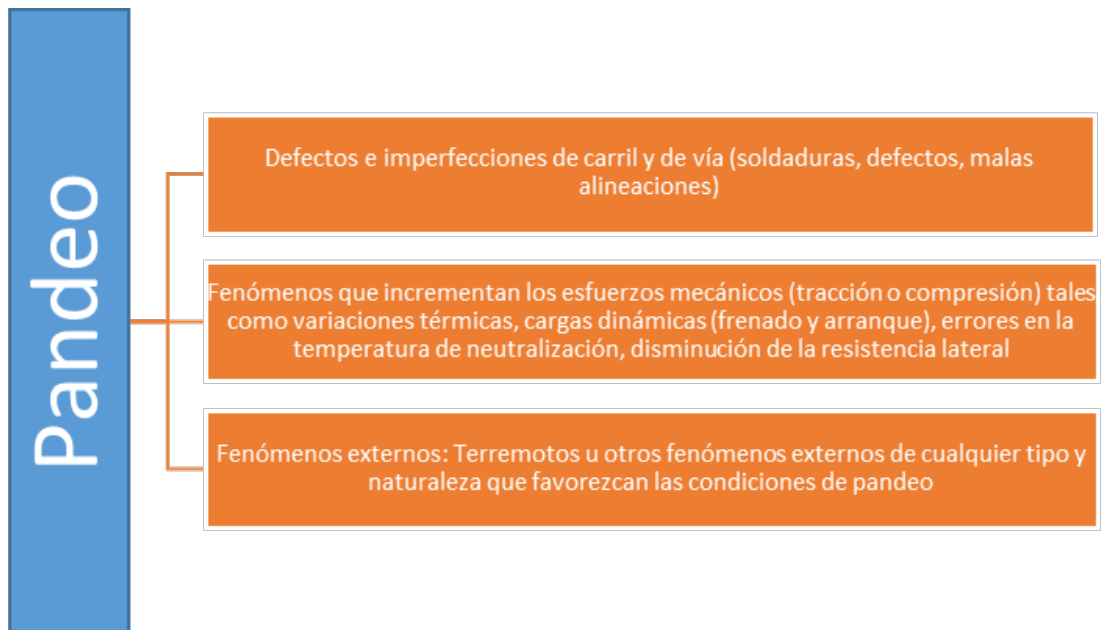 Pandeo
Defectos e imperfecciones de carril y de vía (soldaduras, defectos, malas
alineaciones)
Fenómenos que incrementan los esfuerzos mecánicos (tracción o compresión) tales
como variaciones térmicas, cargas dinámicas (frenado y arranque), errores en la
temperatura de neutralización, disminución de la resistencia lateral
Fenómenos externos: Terremotos u otros fenómenos externos de cualquier tipo y
naturaleza que favorezcan las condiciones de pandeo